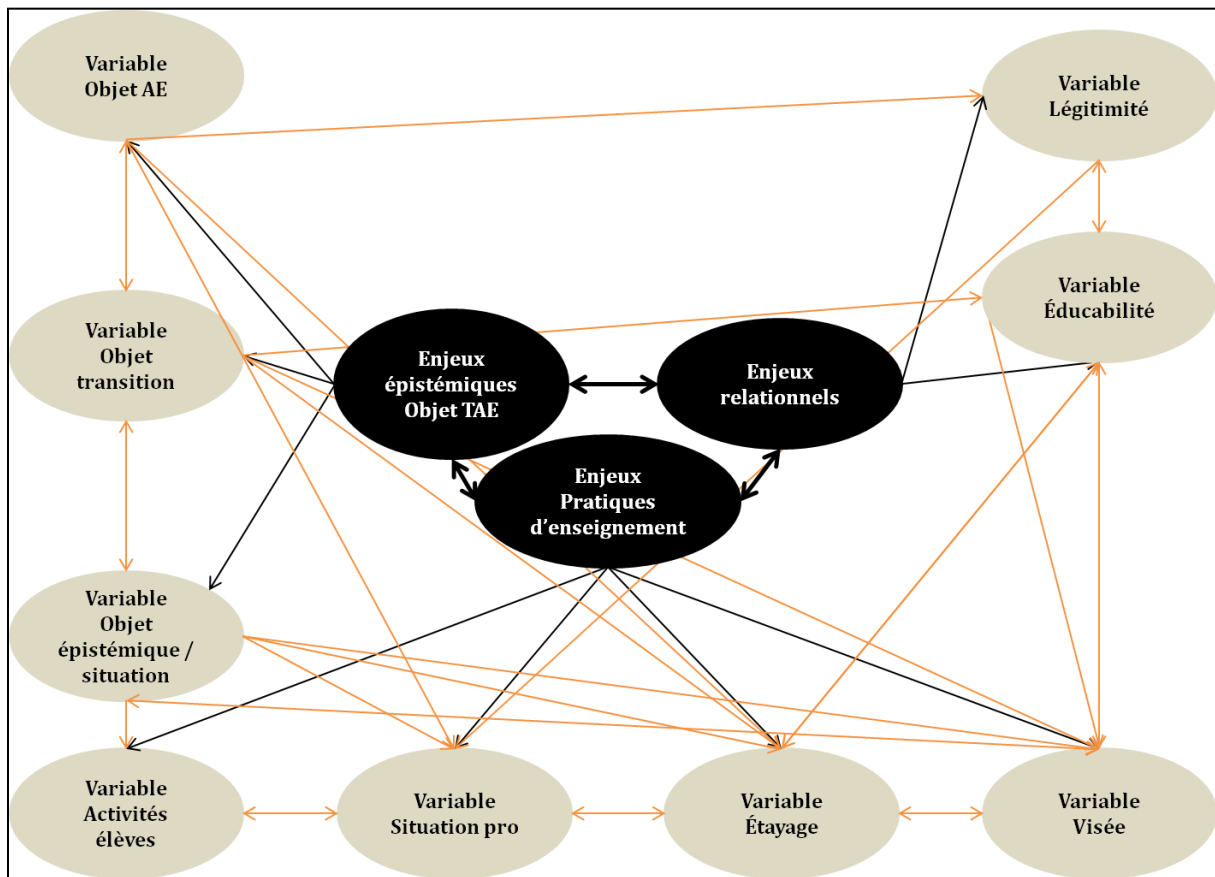 Variable
Objet AE
Variable
Légitimité
Variable
Éducabilité
Variable
Objet
transition
Enjeux
épistémiques
Objet TAE
Enjeux
relationnels
Enjeux
Pratiques
d’enseignement
Variable
Objet
épistémique /
situation
Variable
Activités
élèves
Variable
Situation pro
Variable
Étayage
Variable
Visée